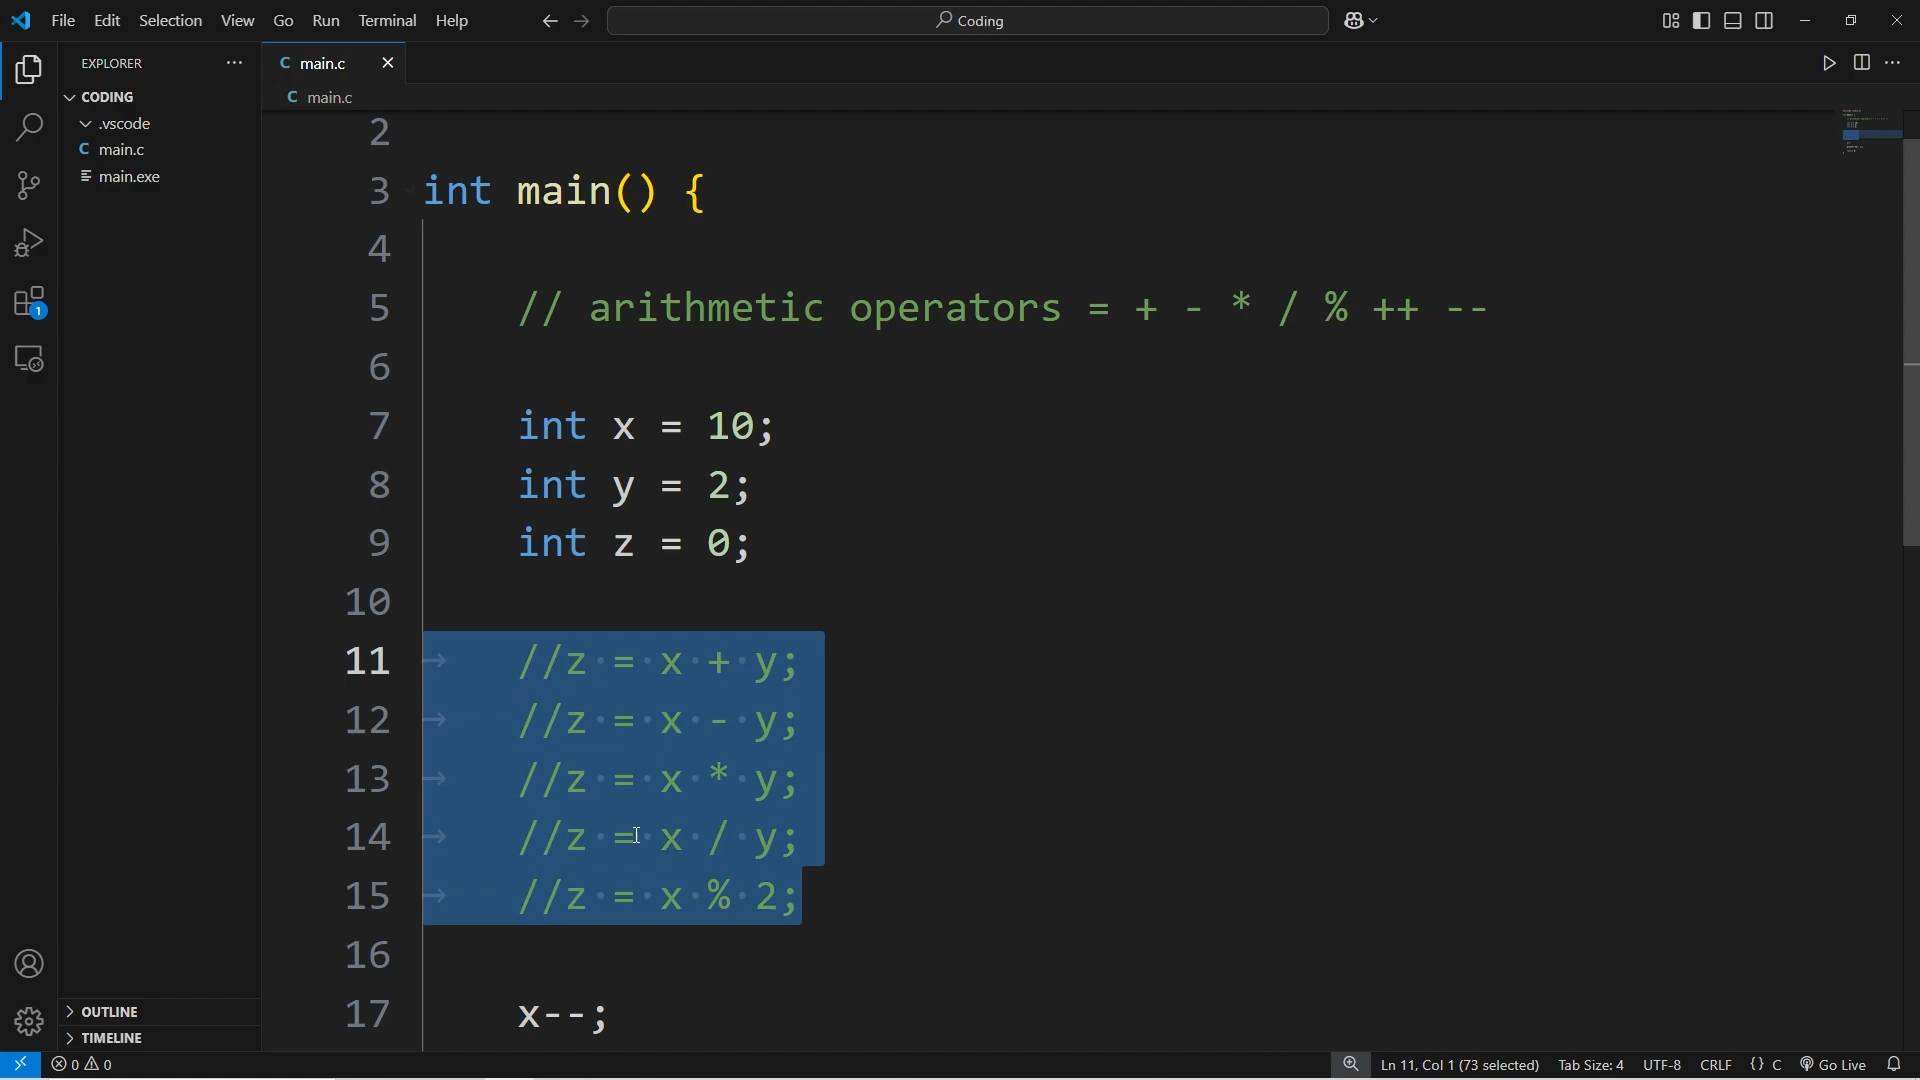 File Edit Selection View Go Run Terminal Help Coding
EXPLORER
CODING
.vscode
main.c
main.exe
OUTLINE
TIMELINE
1
C main.c
C main.c
2
3 int main() {
4
5 // arithmetic operators = + - * / % ++ --
6
7 int x = 10;
8 int y = 2;
9 int z = 0;
10
11 //z = x + y;
12 //z = x - y;
13 //z = x * y;
14 //z = x / y;
15 //z = x % 2;
16
17 x--;
0 0 Ln 11, Col 1 (73 selected) Tab Size: 4 UTF-8 CRLF {} C Go Live